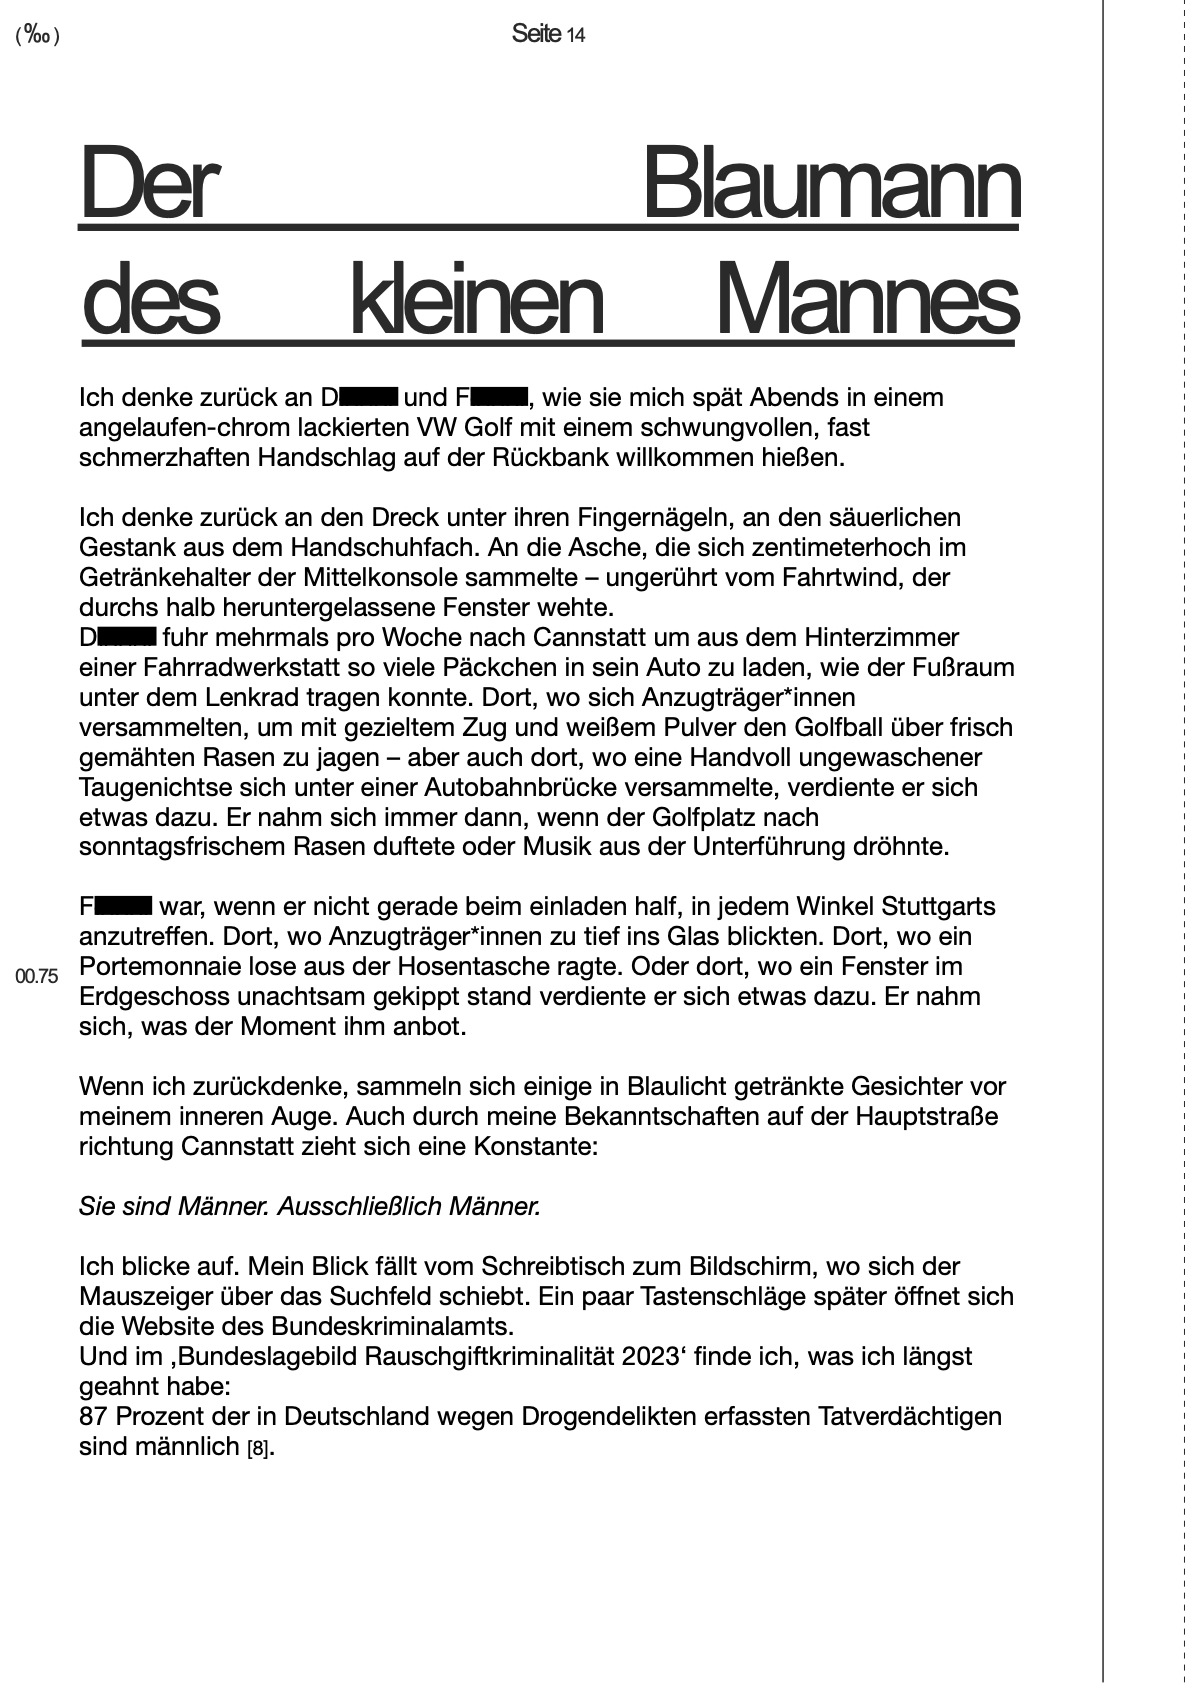 (‰)
Seite 14
Der Blaumann
des kleinen Mannes
Ich denke zurück an D und F, wie sie mich spät Abends in einem
angelaufen-chrom lackierten VW Golf mit einem schwungvollen, fast
schmerzhaften Handschlag auf der Rückbank willkommen hießen.
Ich denke zurück an den Dreck unter ihren Fingernägeln, an den säuerlichen
Gestank aus dem Handschuhfach. An die Asche, die sich zentimeterhoch im
Getränkehalter der Mittelkonsole sammelte – ungerührt vom Fahrtwind, der
durchs halb heruntergelassene Fenster wehte.
D fuhr mehrmals pro Woche nach Cannstatt um aus dem Hinterzimmer
einer Fahrradwerkstatt so viele Päckchen in sein Auto zu laden, wie der Fußraum
unter dem Lenkrad tragen konnte. Dort, wo sich Anzugträger*innen
versammelten, um mit gezieltem Zug und weißem Pulver den Golfball über frisch
gemähten Rasen zu jagen – aber auch dort, wo eine Handvoll ungewaschener
Taugenichtse sich unter einer Autobahnbrücke versammelte, verdiente er sich
etwas dazu. Er nahm sich immer dann, wenn der Golfplatz nach
sonntagsfrischem Rasen duftete oder Musik aus der Unterführung dröhnte.
F war, wenn er nicht gerade beim einladen half, in jedem Winkel Stuttgarts
anzutreffen. Dort, wo Anzugträger*innen zu tief ins Glas blickten. Dort, wo ein
00.75
Portemonnaie lose aus der Hosentasche ragte. Oder dort, wo ein Fenster im
Erdgeschoss unachtsam gekippt stand verdiente er sich etwas dazu. Er nahm
sich, was der Moment ihm anbot.
Wenn ich zurückdenke, sammeln sich einige in Blaulicht getränkte Gesichter vor
meinem inneren Auge. Auch durch meine Bekanntschaften auf der Hauptstraße
richtung Cannstatt zieht sich eine Konstante:
Sie sind Männer. Ausschließlich Männer.
Ich blicke auf. Mein Blick fällt vom Schreibtisch zum Bildschirm, wo sich der
Mauszeiger über das Suchfeld schiebt. Ein paar Tastenschläge später öffnet sich
die Website des Bundeskriminalamts.
Und im ‚Bundeslagebild Rauschgiftkriminalität 2023‘ finde ich, was ich längst
geahnt habe:
87 Prozent der in Deutschland wegen Drogendelikten erfassten Tatverdächtigen
sind männlich [8].